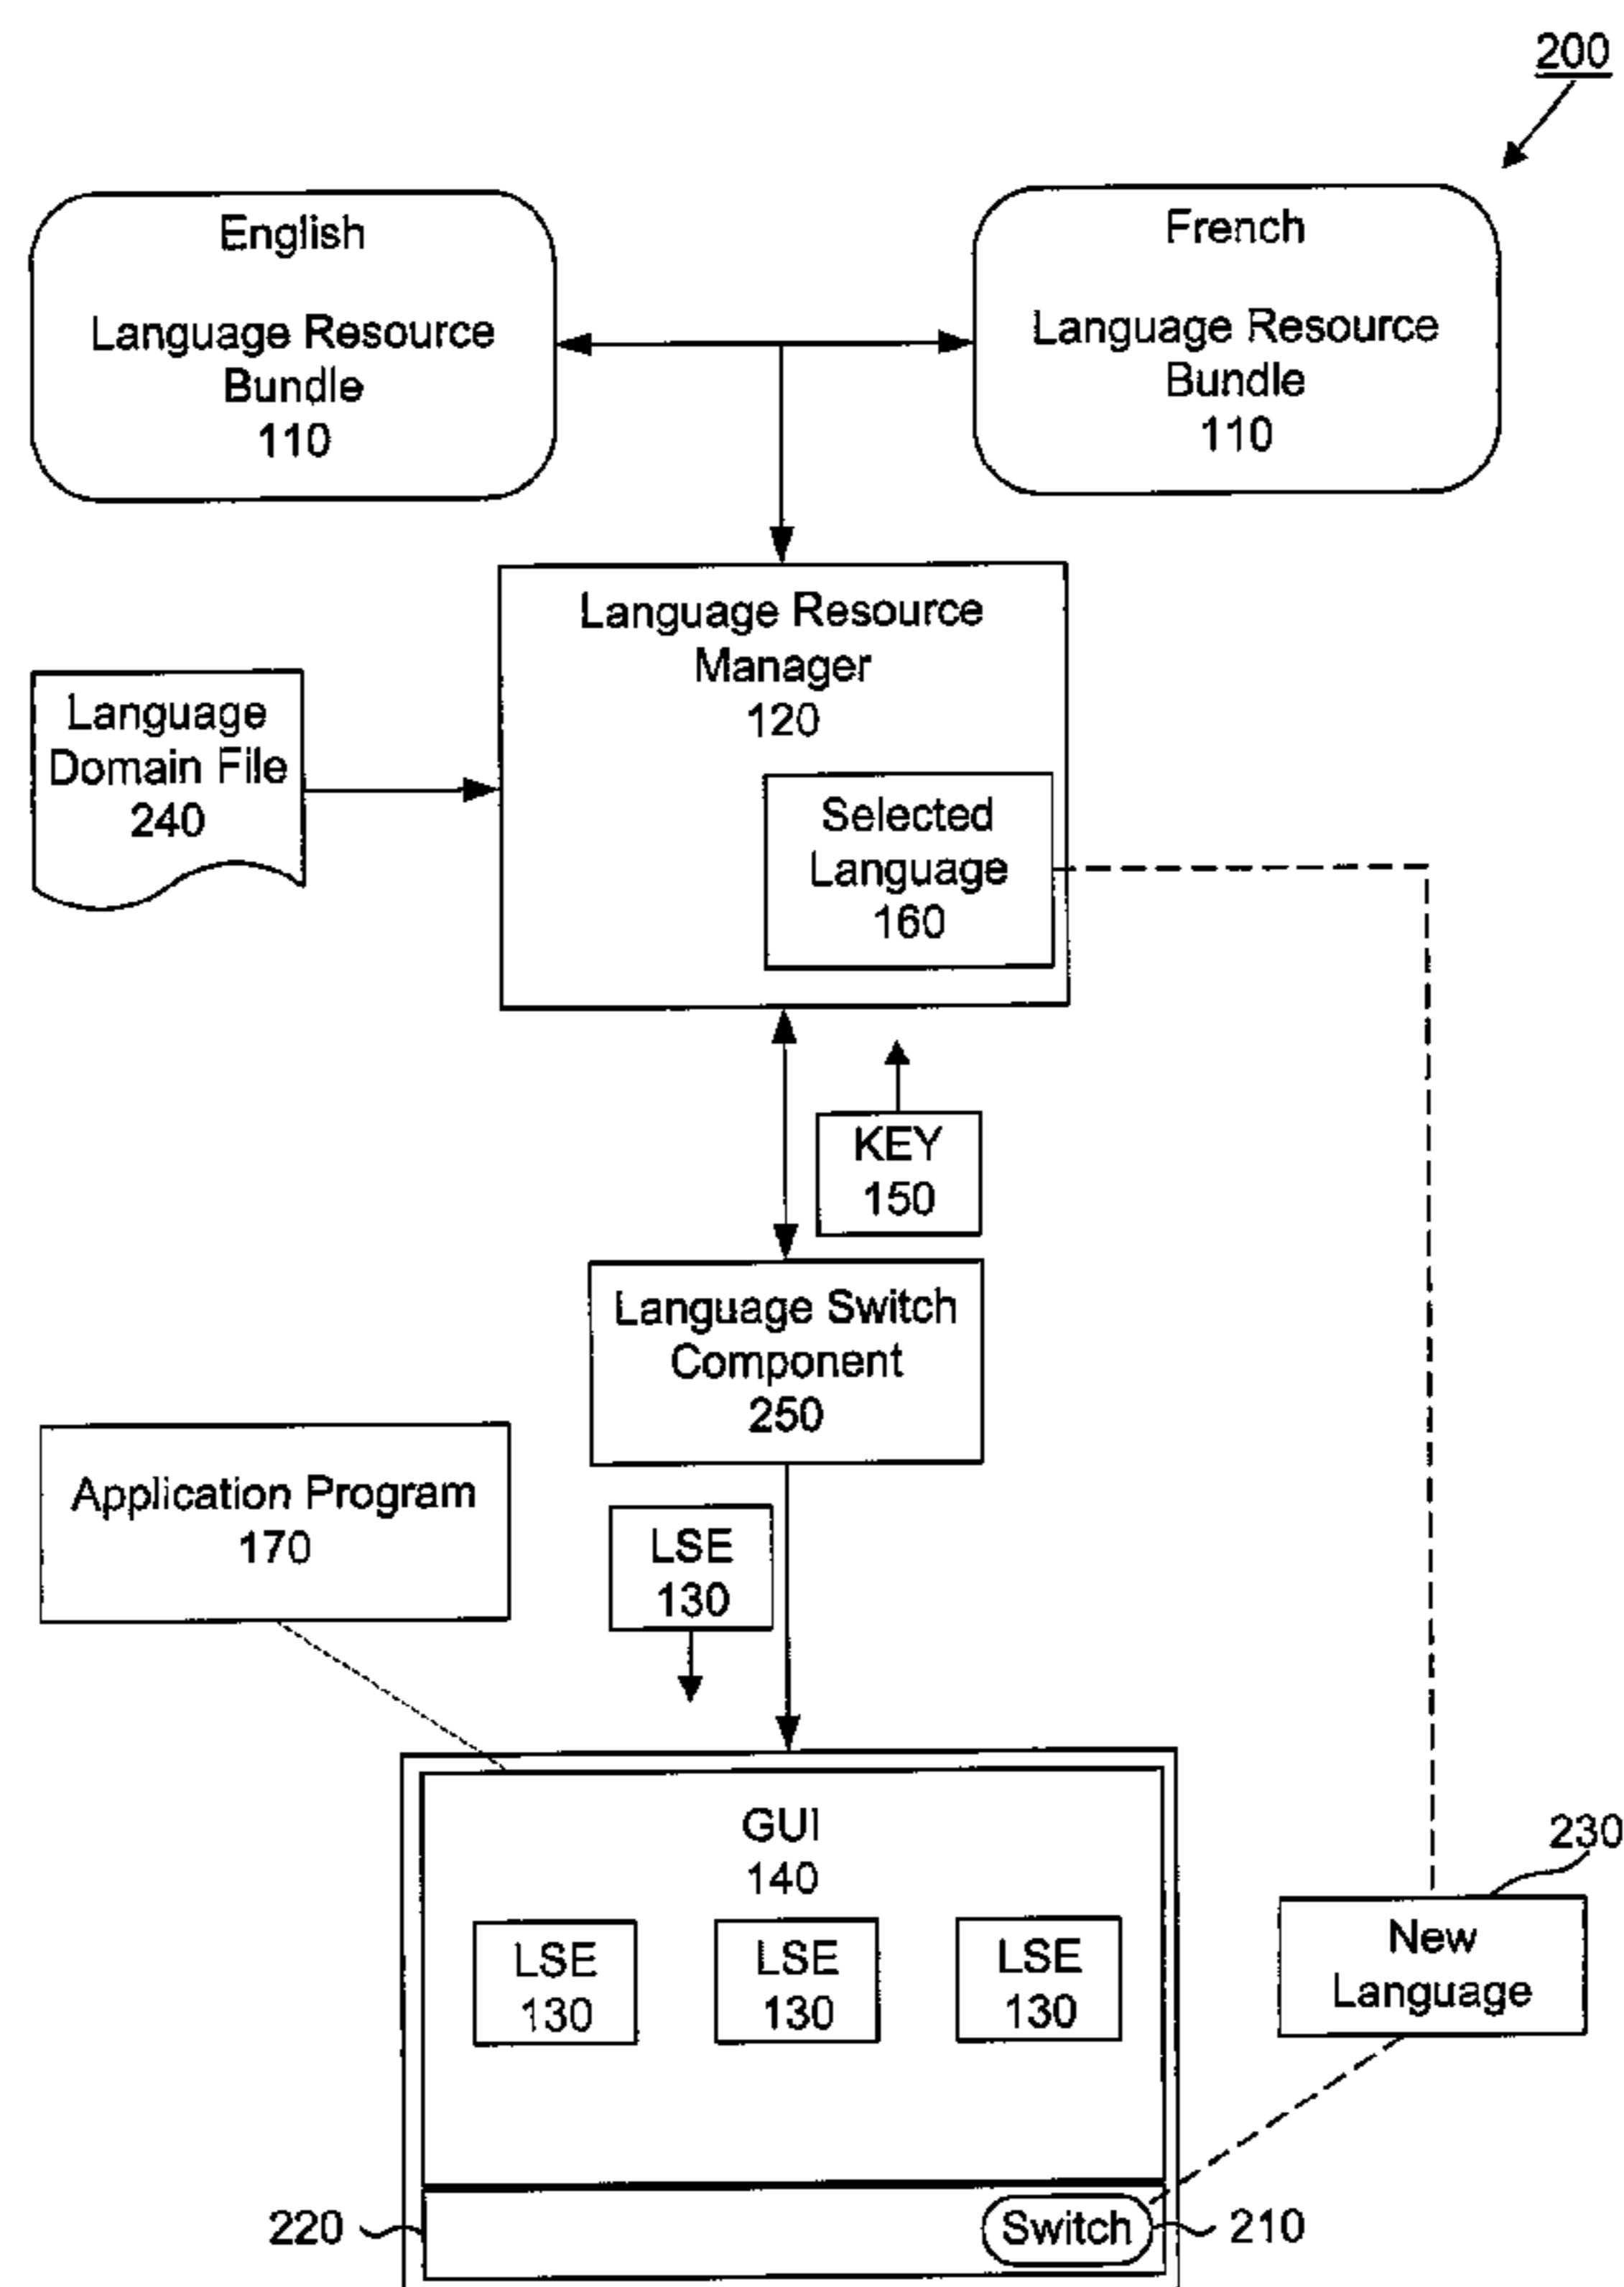 200
English
Language Resource
Bundle
110
French
Language Resource
Bundle
110
Language Resource
Manager
120
Language
Domain File
240
Selected
Language
160
KEY
150
Language Switch
Component
250
Application Program
170
LSE
130
GUI
140
LSE
130
LSE
130
LSE
130
230
New
Language
220
Switch
210